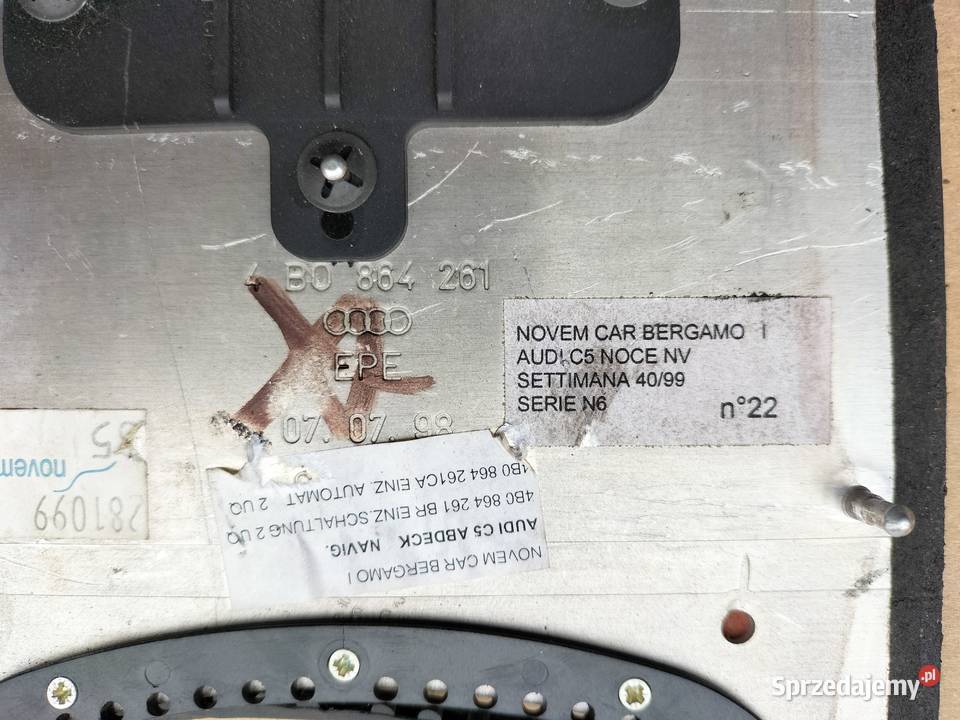 4 B0 864 261
EPE
07. 07. 98
NOVEM CAR BERGAMO I
AUDI C5 NOCE NV
SETTIMANA 40/99
SERIE N6
n°22
NOVEM CAR BERGAMO I
AUDI C5 ABDECK NAVIG.
4B0 864 261 BR EINZ.SCHALTUNG 2 UQ
4B0 864 261CA EINZ. AUTOMAT 2 UQ
281099
novem
Sprzedajemy.pl